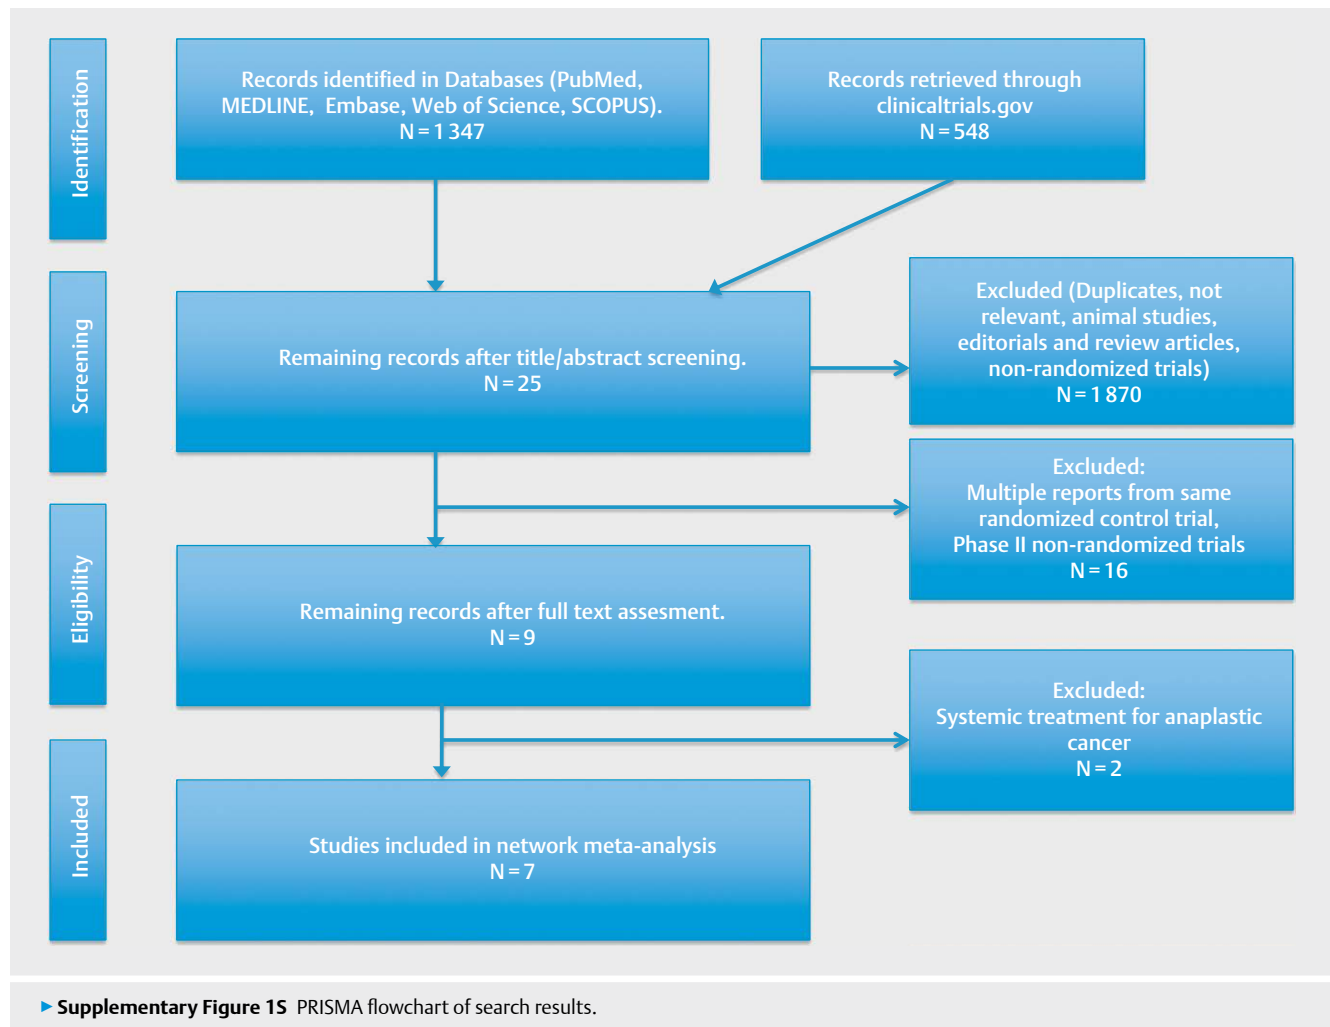 Identification
Records identified in Databases (PubMed,
MEDLINE, Embase, Web of Science, SCOPUS).
N = 1 347
Records retrieved through
clinicaltrials.gov
N = 548
Screening
Remaining records after title/abstract screening.
N = 25
Excluded (Duplicates, not
relevant, animal studies,
editorials and review articles,
non-randomized trials)
N = 1 870
Excluded:
Multiple reports from same
randomized control trial,
Phase II non-randomized trials
N = 16
Eligibility
Remaining records after full text assesment.
N = 9
Excluded:
Systemic treatment for anaplastic
cancer
N = 2
Included
Studies included in network meta-analysis
N = 7
▶ Supplementary Figure 1S PRISMA flowchart of search results.